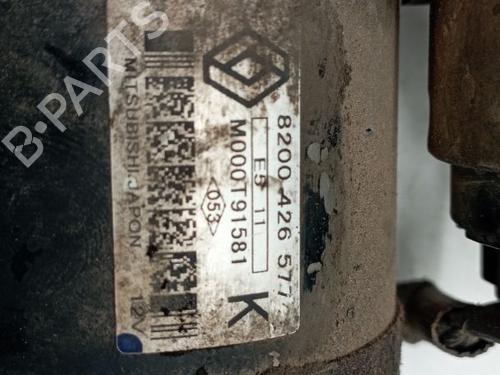 8200 426 577
E5 11
M000T91581
053
K
MITSUBISHI JAPON
12V
B-PARTS